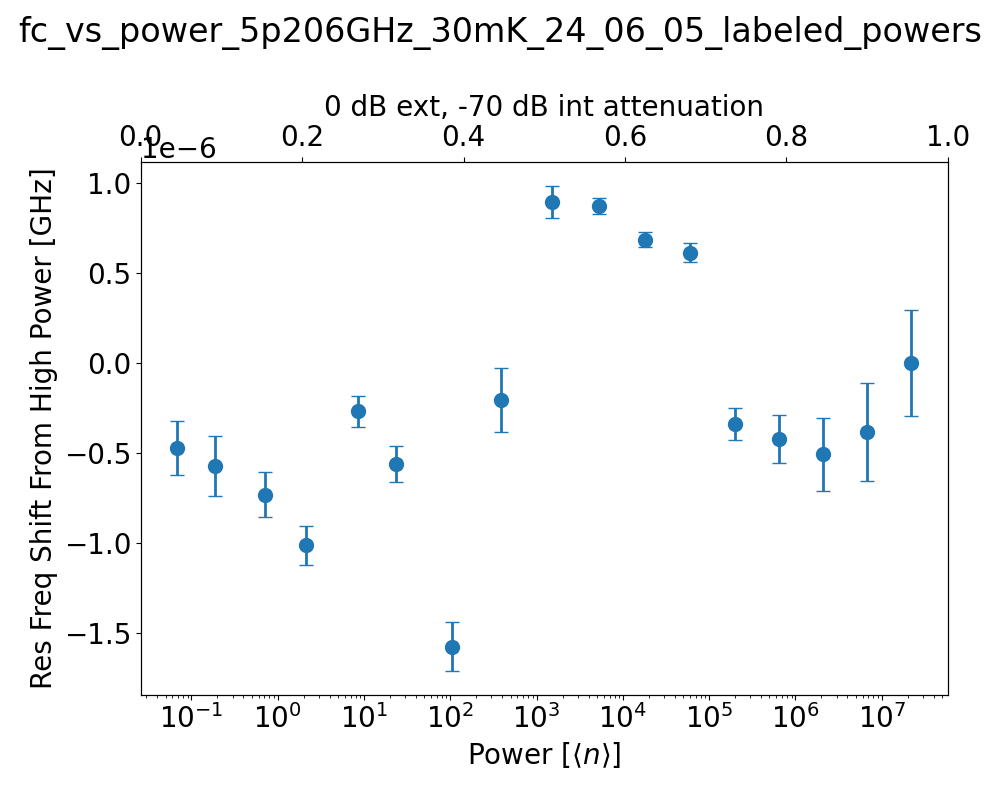 fc_vs_power_5p206GHz_30mK_24_06_05_labeled_powers
0 dB ext, -70 dB int attenuation
0.0 0.2 0.4 0.6 0.8 1.0
1e−6
1.0
0.5
0.0
−0.5
−1.0
−1.5
Res Freq Shift From High Power [GHz]
10⁻¹ 10⁰ 10¹ 10² 10³ 10⁴ 10⁵ 10⁶ 10⁷
Power [⟨n⟩]